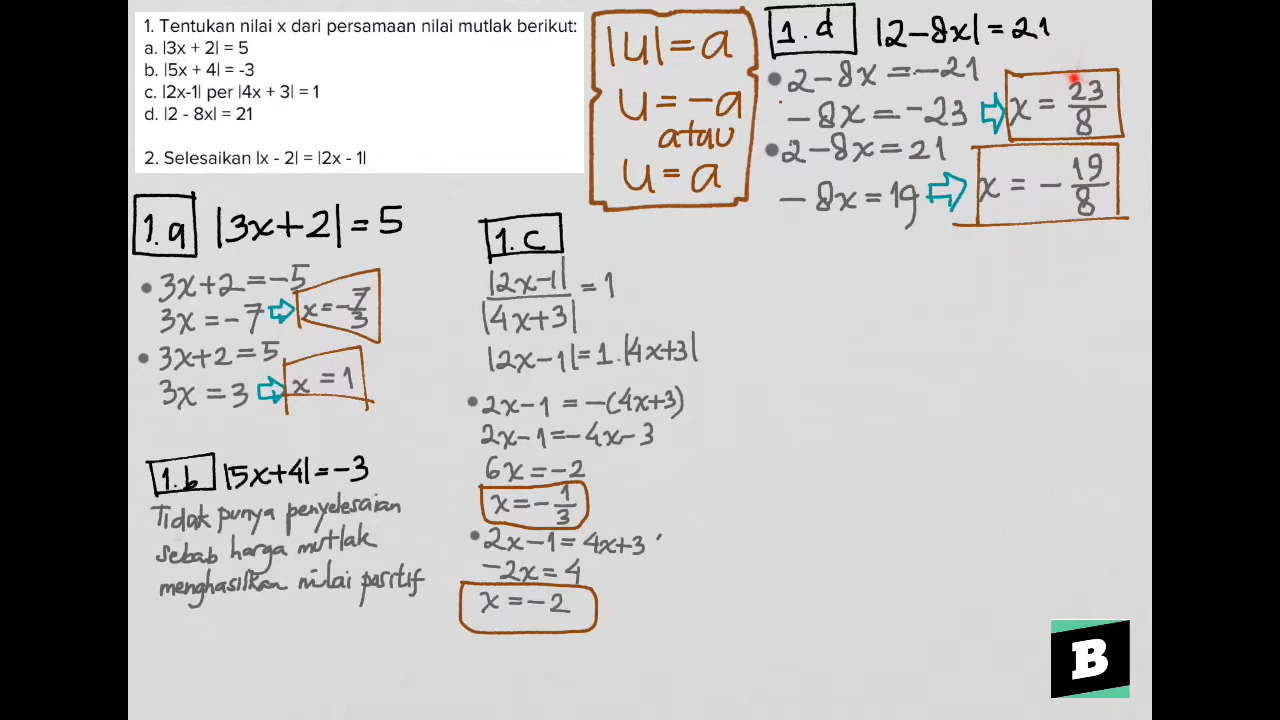 1. Tentukan nilai x dari persamaan nilai mutlak berikut:
a. |3x + 2| = 5
b. |5x + 4| = -3
c. |2x-1| per |4x + 3| = 1
d. |2 - 8x| = 21
2. Selesaikan |x - 2| = |2x - 1|
|u| = a
u = -a
atau
u = a
1.d |2-8x| = 21
• 2-8x = -21
-8x = -23 ⇨ x = 23/8
• 2-8x = 21
-8x = 19 ⇨ x = - 19/8
1.a |3x+2| = 5
• 3x+2 = -5
3x = -7 ⇨ x = -7/3
• 3x+2 = 5
3x = 3 ⇨ x = 1
1.b |5x+4| = -3
Tidak punya penyelesaian
sebab harga mutlak
menghasilkan nilai positif
1.c
|2x-1|/|4x+3| = 1
|2x-1| = 1.|4x+3|
• 2x-1 = -(4x+3)
2x-1 = -4x-3
6x = -2
x = -1/3
• 2x-1 = 4x+3
-2x = 4
x = -2
B